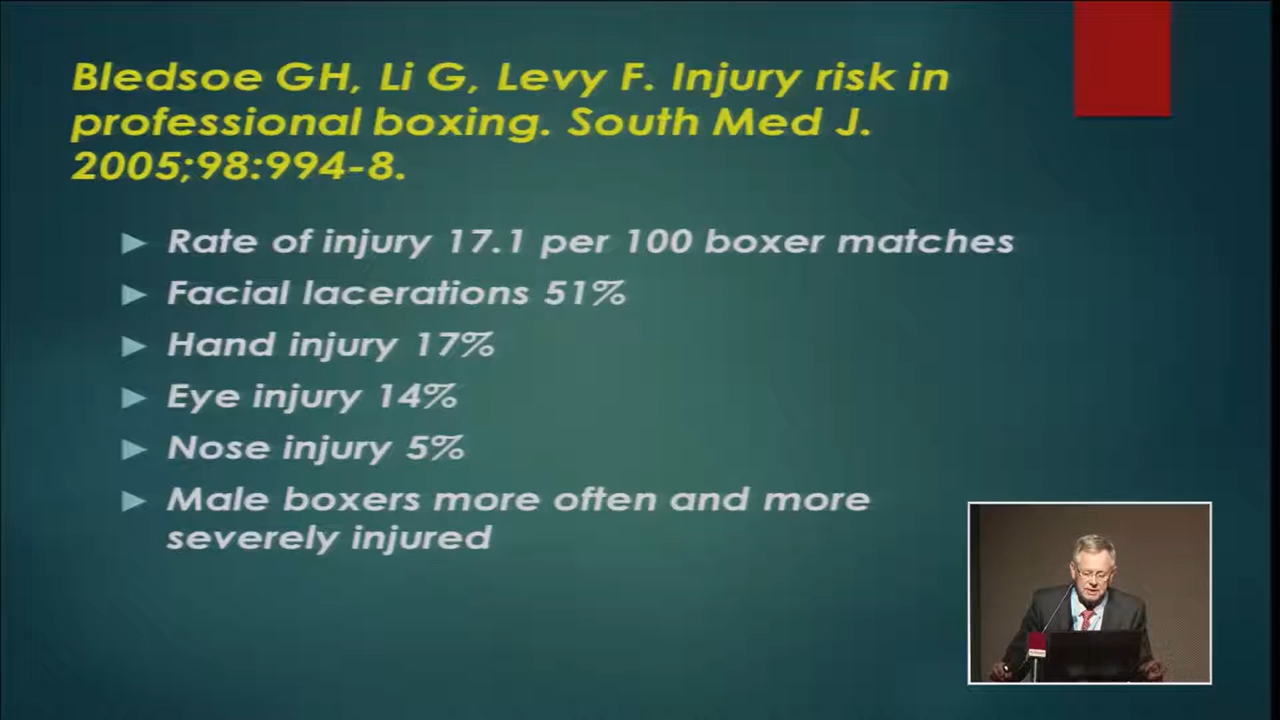 Bledsoe GH, Li G, Levy F. Injury risk in
professional boxing. South Med J.
2005;98:994-8.
Rate of injury 17.1 per 100 boxer matches
Facial lacerations 51%
Hand injury 17%
Eye injury 14%
Nose injury 5%
Male boxers more often and more
severely injured